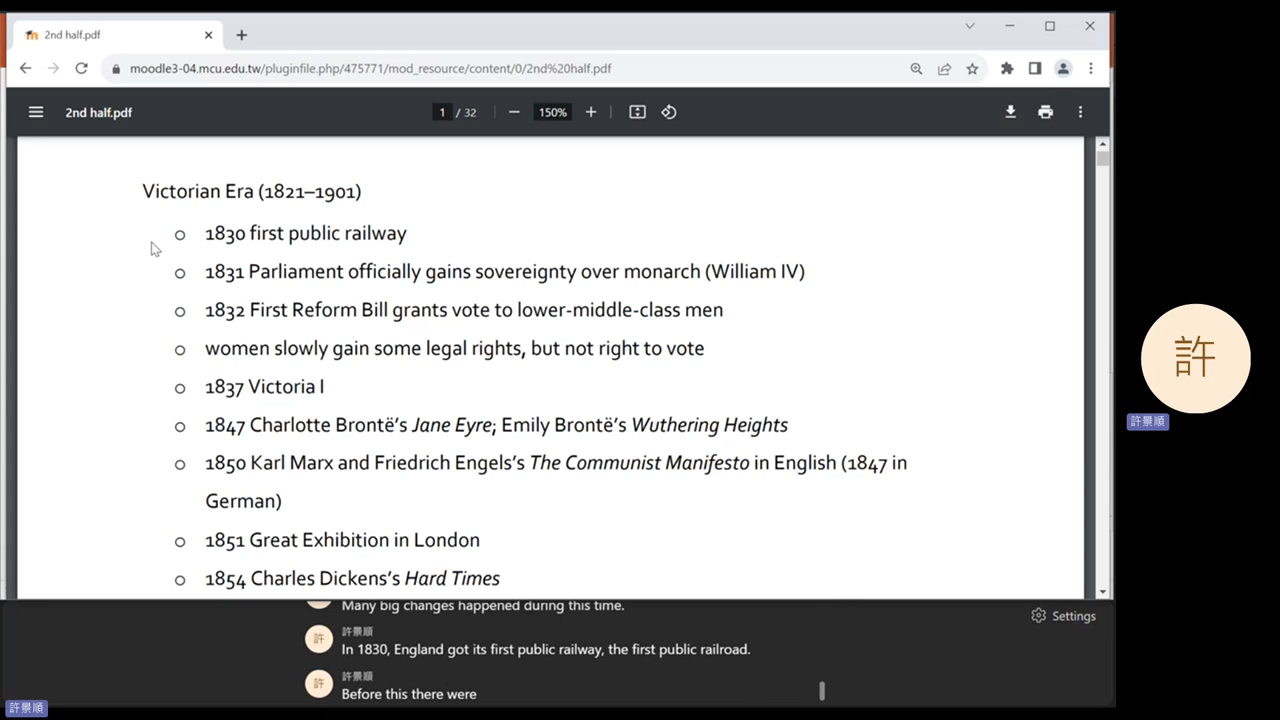 2nd half.pdf
moodle3-04.mcu.edu.tw/pluginfile.php/475771/mod_resource/content/0/2nd%20half.pdf
2nd half.pdf
1 / 32
150%
Victorian Era (1821–1901)
1830 first public railway
1831 Parliament officially gains sovereignty over monarch (William IV)
1832 First Reform Bill grants vote to lower-middle-class men
women slowly gain some legal rights, but not right to vote
1837 Victoria I
1847 Charlotte Brontë's Jane Eyre; Emily Brontë's Wuthering Heights
1850 Karl Marx and Friedrich Engels's The Communist Manifesto in English (1847 in
German)
1851 Great Exhibition in London
1854 Charles Dickens's Hard Times
許
許景順
Many big changes happened during this time.
Settings
許景順
許
In 1830, England got its first public railway, the first public railroad.
許景順
許
Before this there were
許景順